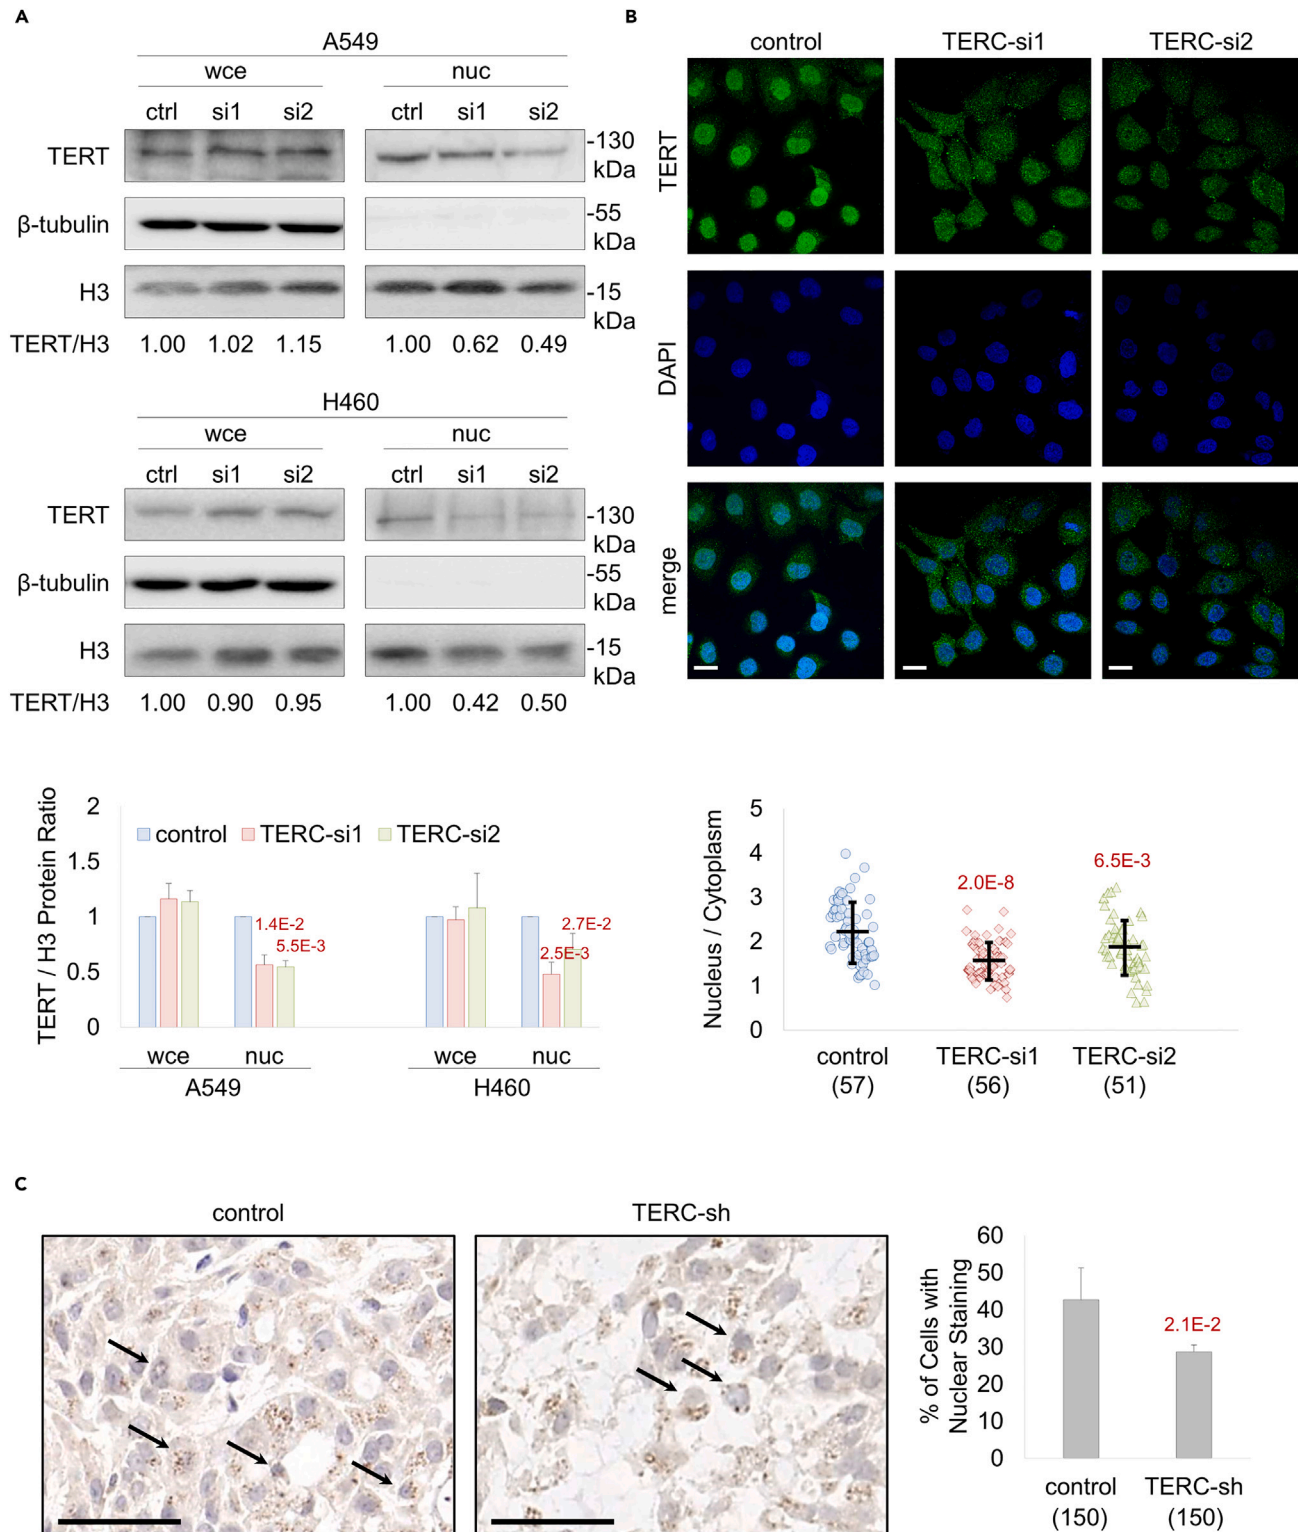 A
A549
wce nuc
ctrl si1 si2 ctrl si1 si2
TERT
-130
kDa
β-tubulin
-55
kDa
H3
-15
kDa
TERT/H3 1.00 1.02 1.15 1.00 0.62 0.49
H460
wce nuc
ctrl si1 si2 ctrl si1 si2
TERT
-130
kDa
β-tubulin
-55
kDa
H3
-15
kDa
TERT/H3 1.00 0.90 0.95 1.00 0.42 0.50
TERT / H3 Protein Ratio
2
1.5
1
0.5
0
control TERC-si1 TERC-si2
1.4E-2
5.5E-3
2.7E-2
2.5E-3
wce nuc wce nuc
A549 H460
B
control TERC-si1 TERC-si2
TERT
DAPI
merge
Nucleus / Cytoplasm
5
4
3
2
1
0
2.0E-8
6.5E-3
control TERC-si1 TERC-si2
(57) (56) (51)
C
control TERC-sh
% of Cells with
Nuclear Staining
60
50
40
30
20
10
0
2.1E-2
control TERC-sh
(150) (150)